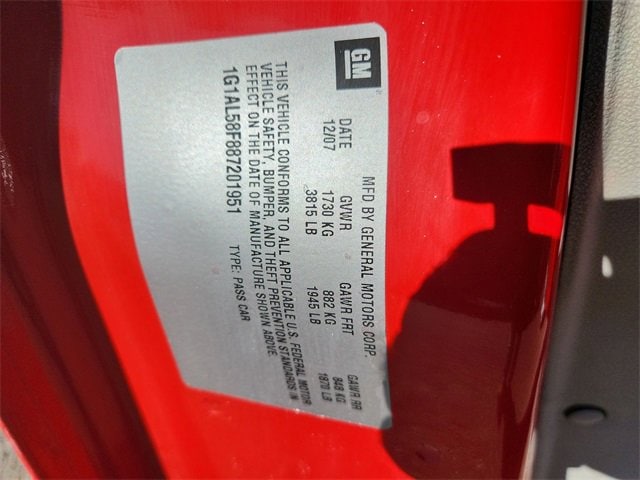 GM
MFD BY GENERAL MOTORS CORP.
DATE GVWR GAWR FRT GAWR RR
12/07 1730 KG 882 KG 848 KG
3815 LB 1945 LB 1870 LB
THIS VEHICLE CONFORMS TO ALL APPLICABLE U.S. FEDERAL MOTOR
VEHICLE SAFETY, BUMPER, AND THEFT PREVENTION STANDARDS IN
EFFECT ON THE DATE OF MANUFACTURE SHOWN ABOVE.
1G1AL58F887201951 TYPE: PASS CAR